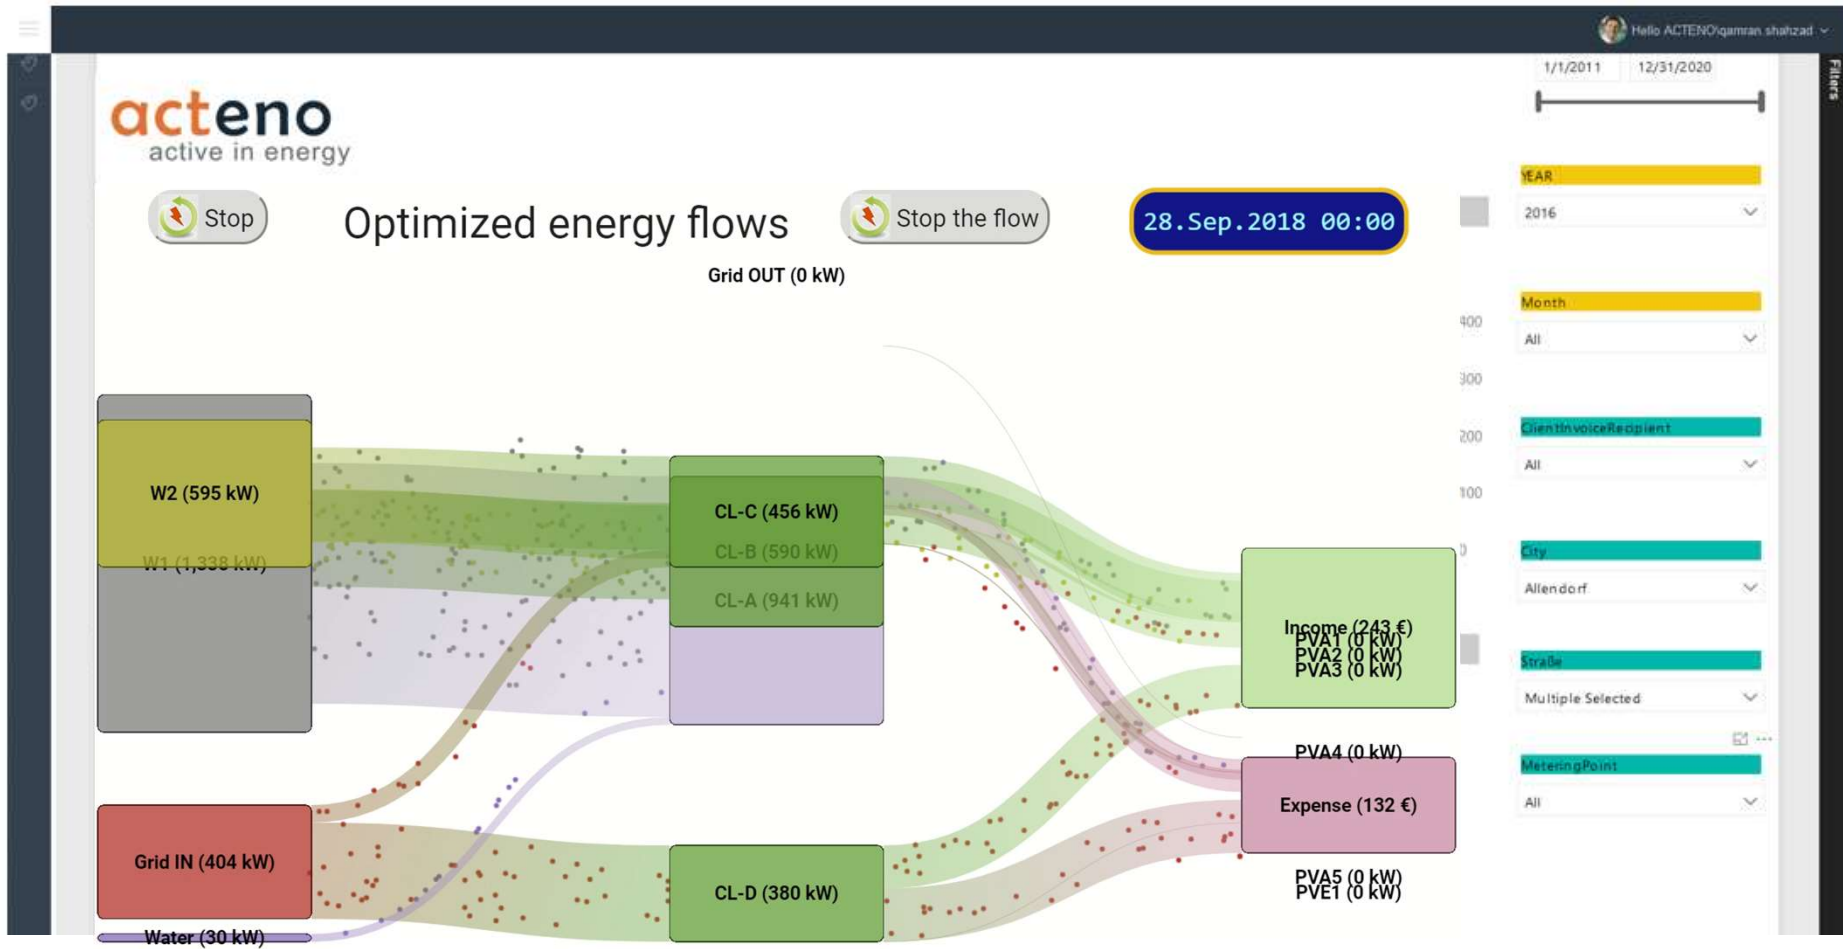 Hello ACTENO\qamran.shahzad
1/1/2011 12/31/2020
Filters
acteno
active in energy
YEAR
2016
Stop
Optimized energy flows
Stop the flow
28.Sep.2018 00:00
Grid OUT (0 kW)
Month
All
400
300
200
100
0
ClientInvoiceRecipient
All
City
Allendorf
Straße
Multiple Selected
MeteringPoint
All
W2 (595 kW)
W1 (1,338 kW)
CL-C (456 kW)
CL-B (590 kW)
CL-A (941 kW)
Income (243 €)
PVA1 (0 kW)
PVA2 (0 kW)
PVA3 (0 kW)
PVA4 (0 kW)
Expense (132 €)
Grid IN (404 kW)
CL-D (380 kW)
PVA5 (0 kW)
PVE1 (0 kW)
Water (30 kW)